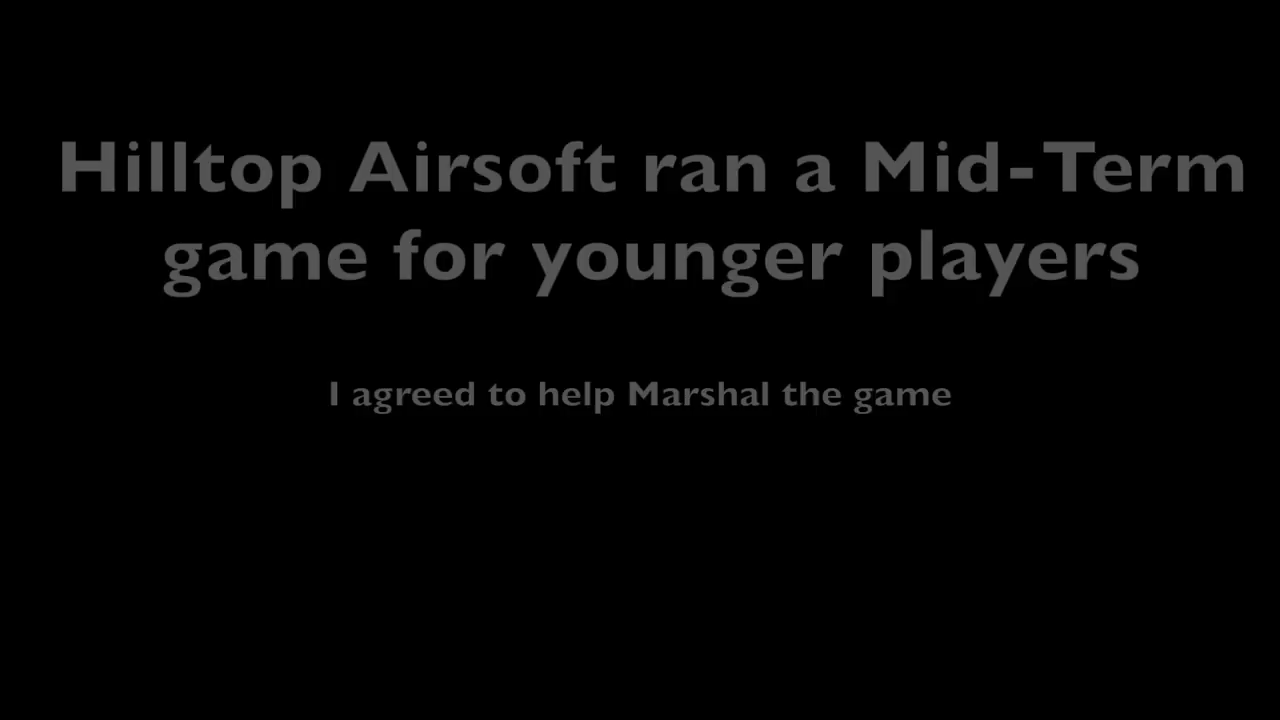 Hilltop Airsoft ran a Mid-Term
game for younger players
I agreed to help Marshal the game